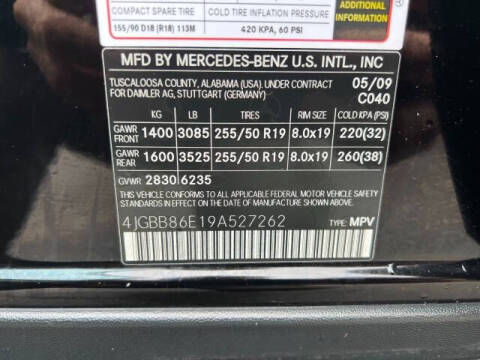 COMPACT SPARE TIRE COLD TIRE INFLATION PRESSURE
ADDITIONAL
INFORMATION
155/90 D18 (R18) 113M 420 KPA, 60 PSI
MFD BY MERCEDES-BENZ U.S. INTL., INC
TUSCALOOSA COUNTY, ALABAMA (USA). UNDER CONTRACT 05/09
FOR DAIMLER AG, STUTTGART (GERMANY) C040
KG LB TIRE SIZE RIM SIZE COLD KPA (PSI)
GAWR FRONT 1400 3085 255/50 R19 8.0x19 220(32)
GAWR REAR 1600 3525 255/50 R19 8.0x19 260(38)
GVWR 2830 6235
THIS VEHICLE CONFORMS TO ALL APPLICABLE FEDERAL MOTOR VEHICLE SAFETY
STANDARDS IN EFFECT ON THE DATE OF MANUFACTURE SHOWN ABOVE.
4JGBB86E19A527262 TYPE: MPV